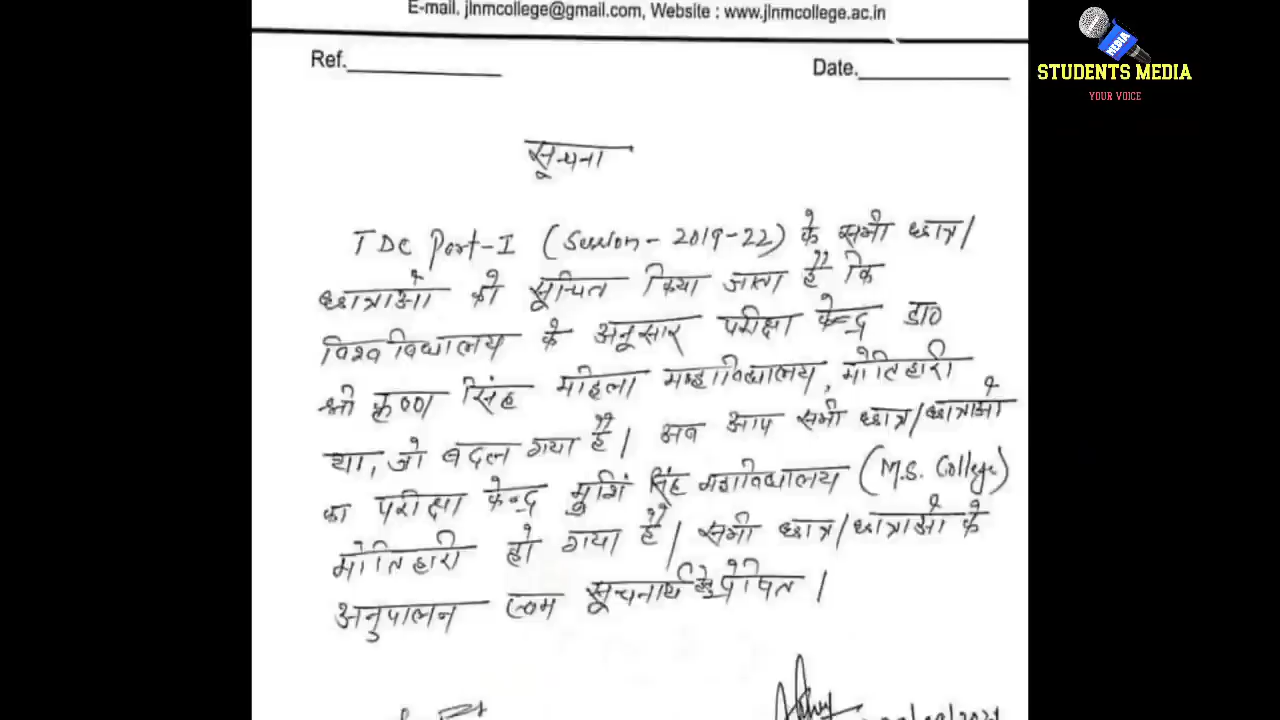 E-mail. jlnmcollege@gmail.com, Website : www.jlnmcollege.ac.in
MEDIA
STUDENTS MEDIA
YOUR VOICE
Ref.
Date.
सूचना
TDC Part-I (Session-2019-22) के सभी छात्र/
छात्राओं को सूचित किया जाता है कि
विश्वविद्यालय के अनुसार परीक्षा केन्द्र डा०
श्री कृष्ण सिंह महिला महाविद्यालय, मोतिहारी
था, जो बदल गया है। अब आप सभी छात्र/छात्राओं
का परीक्षा केन्द्र मुंशी सिंह महाविद्यालय (M.S. College)
मोतिहारी हो गया है। सभी छात्र/छात्राओं के
अनुपालन एवम सूचनार्थ प्रेषित।